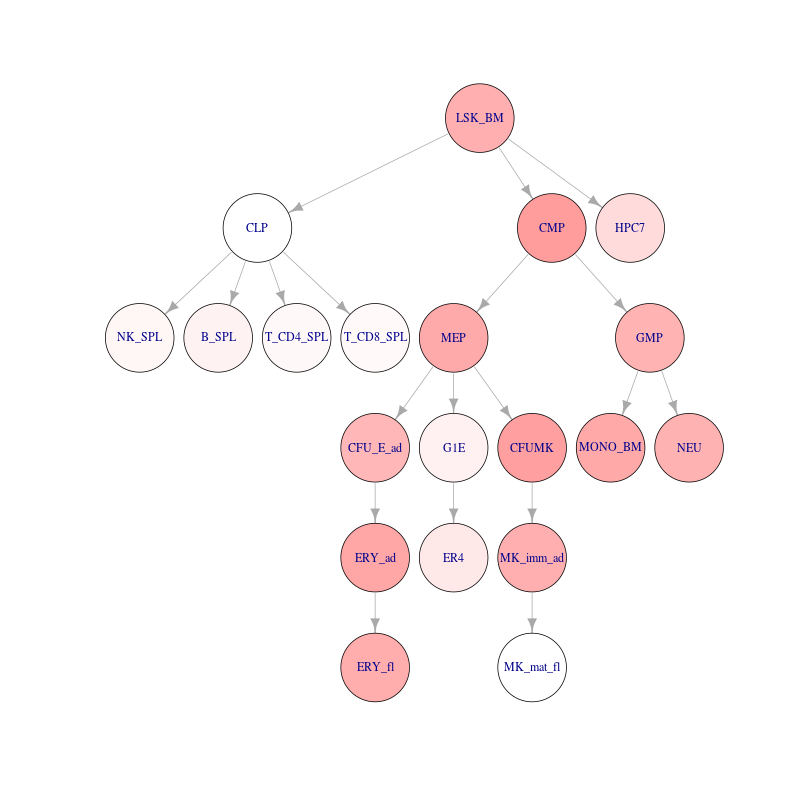 LSK_BM
CLP
CMP
HPC7
NK_SPL
B_SPL
T_CD4_SPL
T_CD8_SPL
MEP
GMP
CFU_E_ad
G1E
CFUMK
MONO_BM
NEU
ERY_ad
ER4
MK_imm_ad
ERY_fl
MK_mat_fl